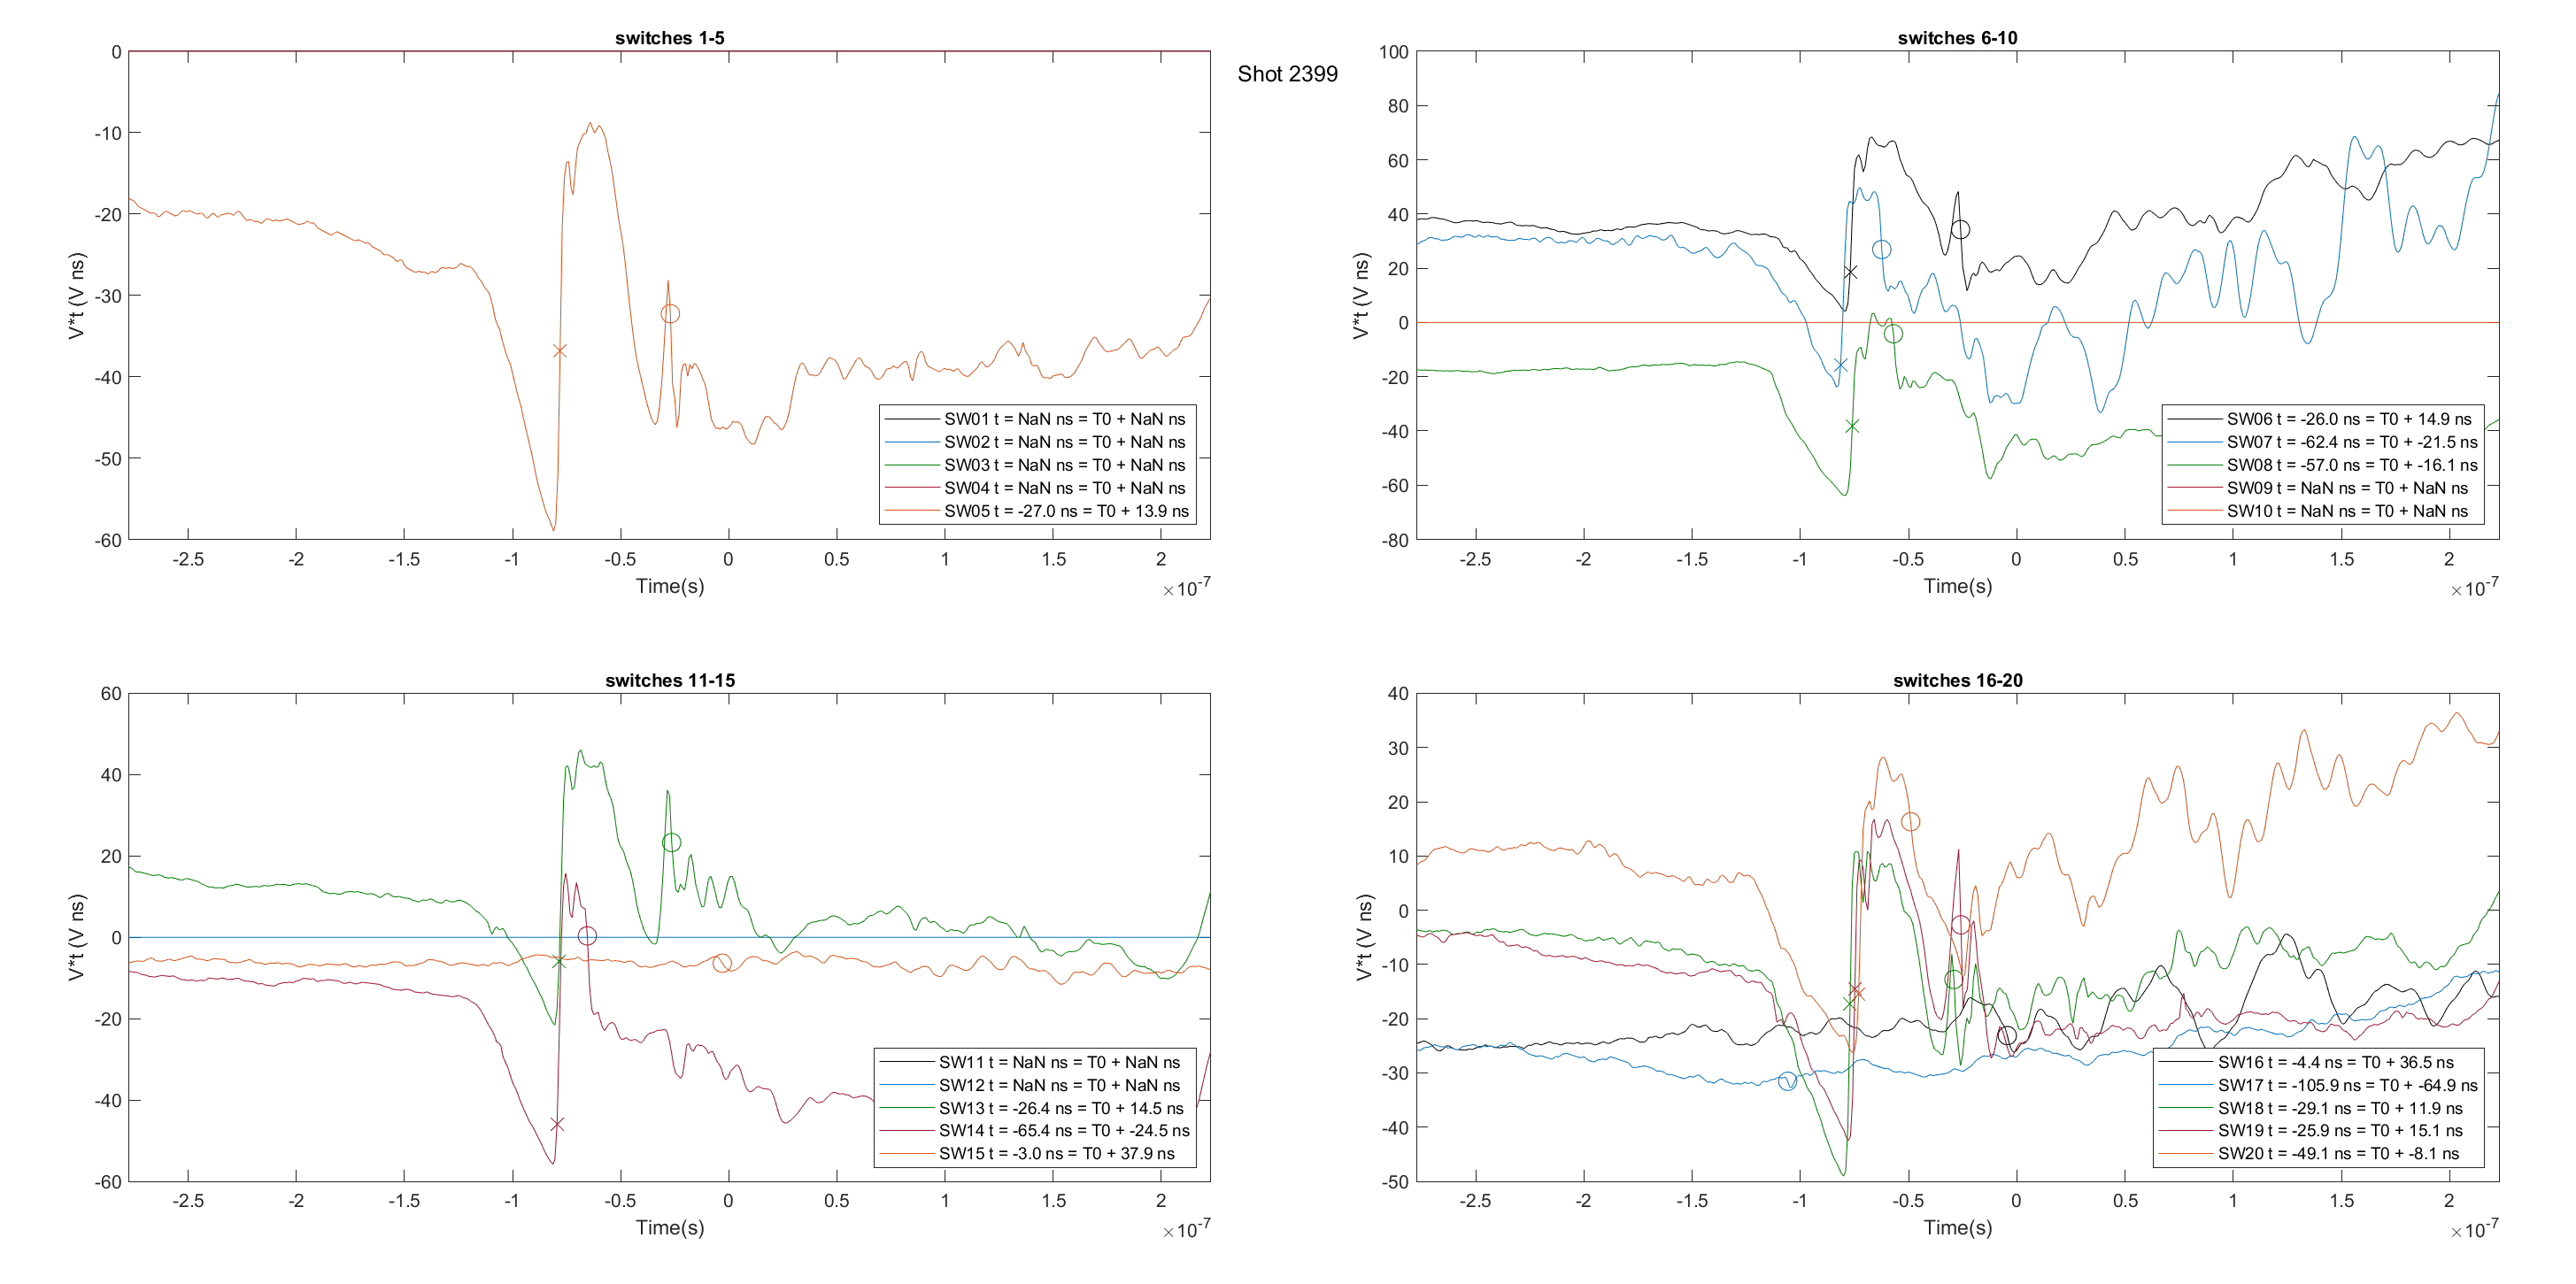 Shot 2399
switches 1-5
0
-10
-20
-30
-40
-50
-60
V*t (V ns)
-2.5 -2 -1.5 -1 -0.5 0 0.5 1 1.5 2
Time(s)
×10-7
SW01 t = NaN ns = T0 + NaN ns
SW02 t = NaN ns = T0 + NaN ns
SW03 t = NaN ns = T0 + NaN ns
SW04 t = NaN ns = T0 + NaN ns
SW05 t = -27.0 ns = T0 + 13.9 ns
switches 6-10
100
80
60
40
20
0
-20
-40
-60
-80
V*t (V ns)
-2.5 -2 -1.5 -1 -0.5 0 0.5 1 1.5 2
Time(s)
×10-7
SW06 t = -26.0 ns = T0 + 14.9 ns
SW07 t = -62.4 ns = T0 + -21.5 ns
SW08 t = -57.0 ns = T0 + -16.1 ns
SW09 t = NaN ns = T0 + NaN ns
SW10 t = NaN ns = T0 + NaN ns
switches 11-15
60
40
20
0
-20
-40
-60
V*t (V ns)
-2.5 -2 -1.5 -1 -0.5 0 0.5 1 1.5 2
Time(s)
×10-7
SW11 t = NaN ns = T0 + NaN ns
SW12 t = NaN ns = T0 + NaN ns
SW13 t = -26.4 ns = T0 + 14.5 ns
SW14 t = -65.4 ns = T0 + -24.5 ns
SW15 t = -3.0 ns = T0 + 37.9 ns
switches 16-20
40
30
20
10
0
-10
-20
-30
-40
-50
V*t (V ns)
-2.5 -2 -1.5 -1 -0.5 0 0.5 1 1.5 2
Time(s)
×10-7
SW16 t = -4.4 ns = T0 + 36.5 ns
SW17 t = -105.9 ns = T0 + -64.9 ns
SW18 t = -29.1 ns = T0 + 11.9 ns
SW19 t = -25.9 ns = T0 + 15.1 ns
SW20 t = -49.1 ns = T0 + -8.1 ns